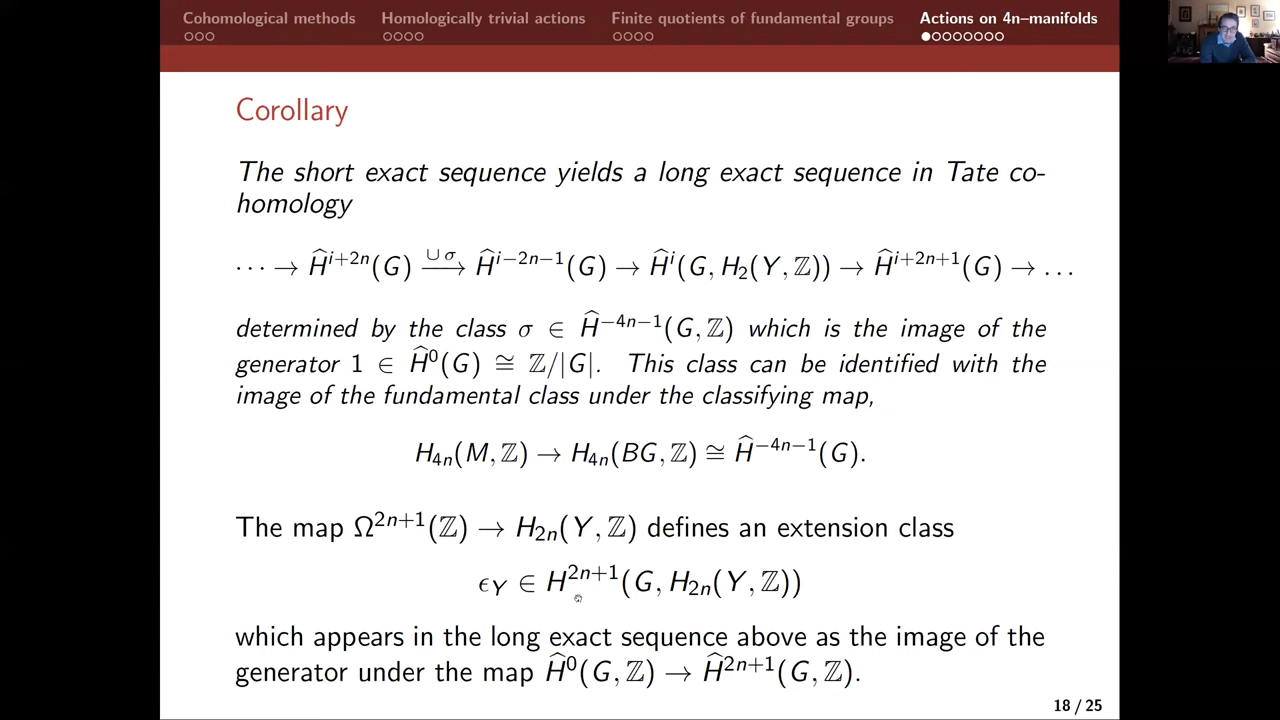 Cohomological methods Homologically trivial actions Finite quotients of fundamental groups Actions on 4n–manifolds
Corollary
The short exact sequence yields a long exact sequence in Tate co-
homology
⋯ → Ĥ^{i+2n}(G) →^{∪σ} Ĥ^{i−2n−1}(G) → Ĥ^i(G, H_2(Y, ℤ)) → Ĥ^{i+2n+1}(G) → …
determined by the class σ ∈ Ĥ^{−4n−1}(G, ℤ) which is the image of the
generator 1 ∈ Ĥ^0(G) ≅ ℤ/|G|. This class can be identified with the
image of the fundamental class under the classifying map,
H_{4n}(M, ℤ) → H_{4n}(BG, ℤ) ≅ Ĥ^{−4n−1}(G).
The map Ω^{2n+1}(ℤ) → H_{2n}(Y, ℤ) defines an extension class
ϵ_Y ∈ H^{2n+1}(G, H_{2n}(Y, ℤ))
which appears in the long exact sequence above as the image of the
generator under the map Ĥ^0(G, ℤ) → Ĥ^{2n+1}(G, ℤ).
18 / 25